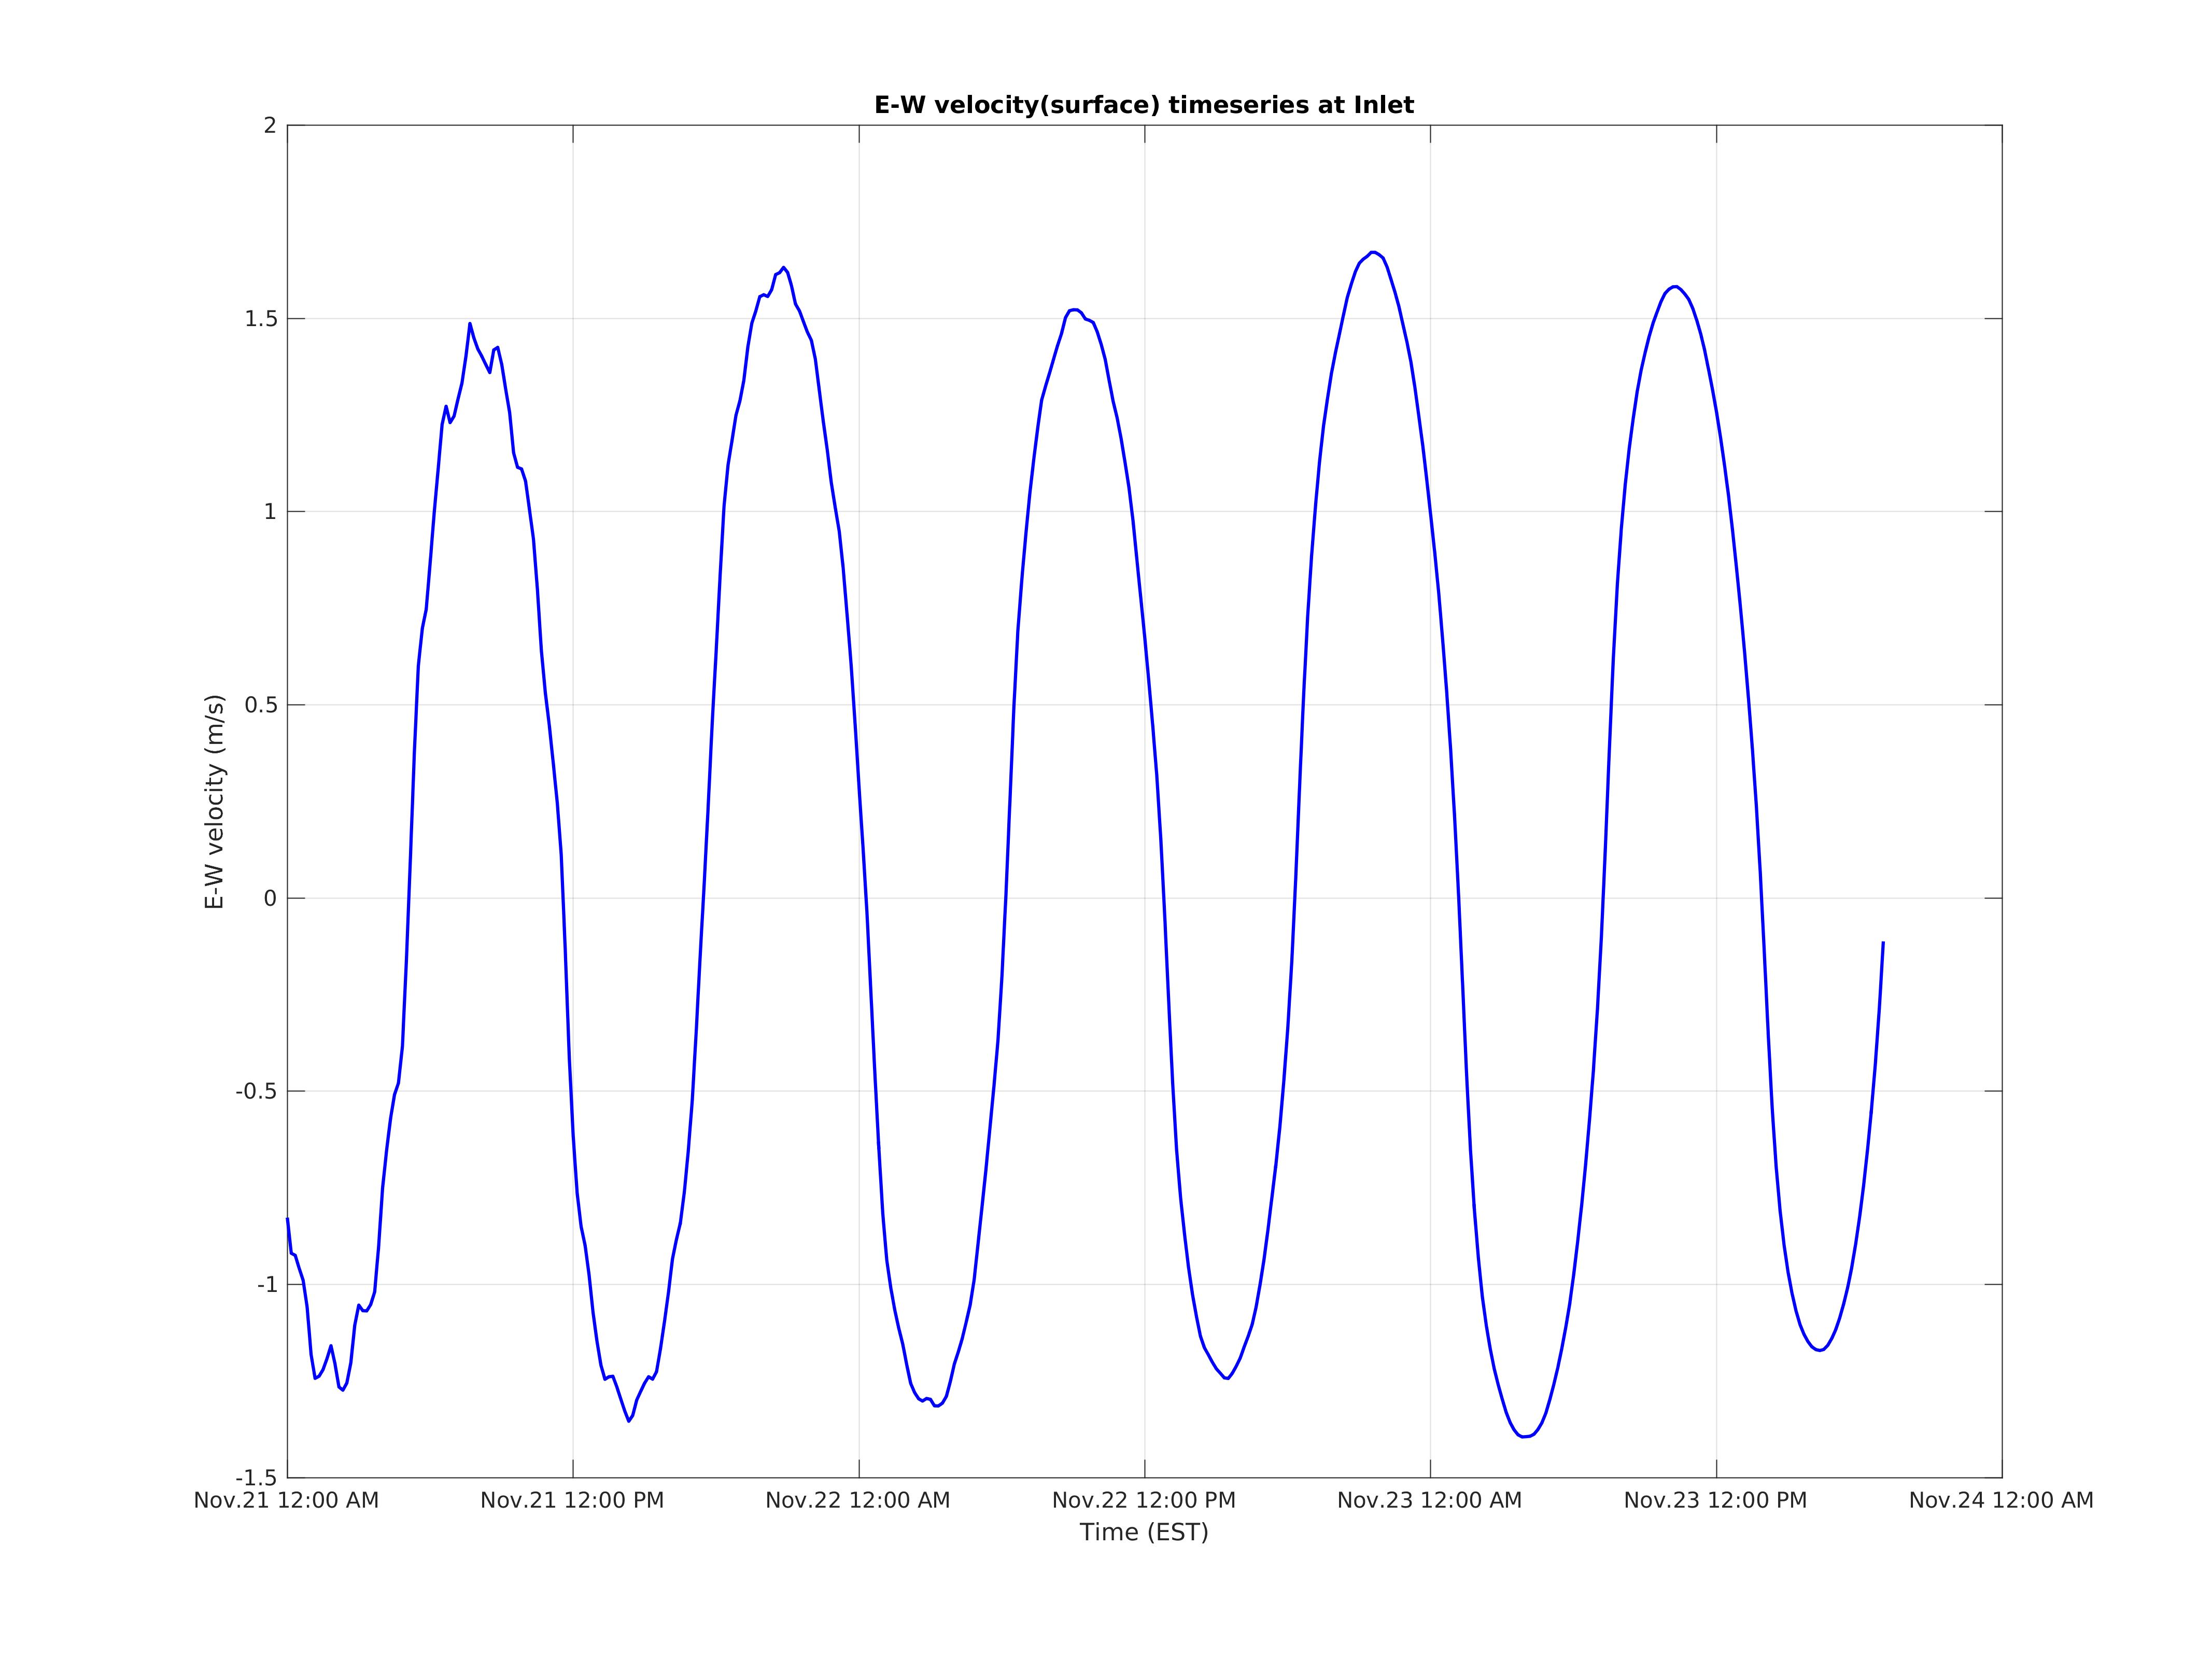 E-W velocity(surface) timeseries at Inlet
2
1.5
1
0.5
0
-0.5
-1
-1.5
E-W velocity (m/s)
Nov.21 12:00 AM Nov.21 12:00 PM Nov.22 12:00 AM Nov.22 12:00 PM Nov.23 12:00 AM Nov.23 12:00 PM Nov.24 12:00 AM
Time (EST)